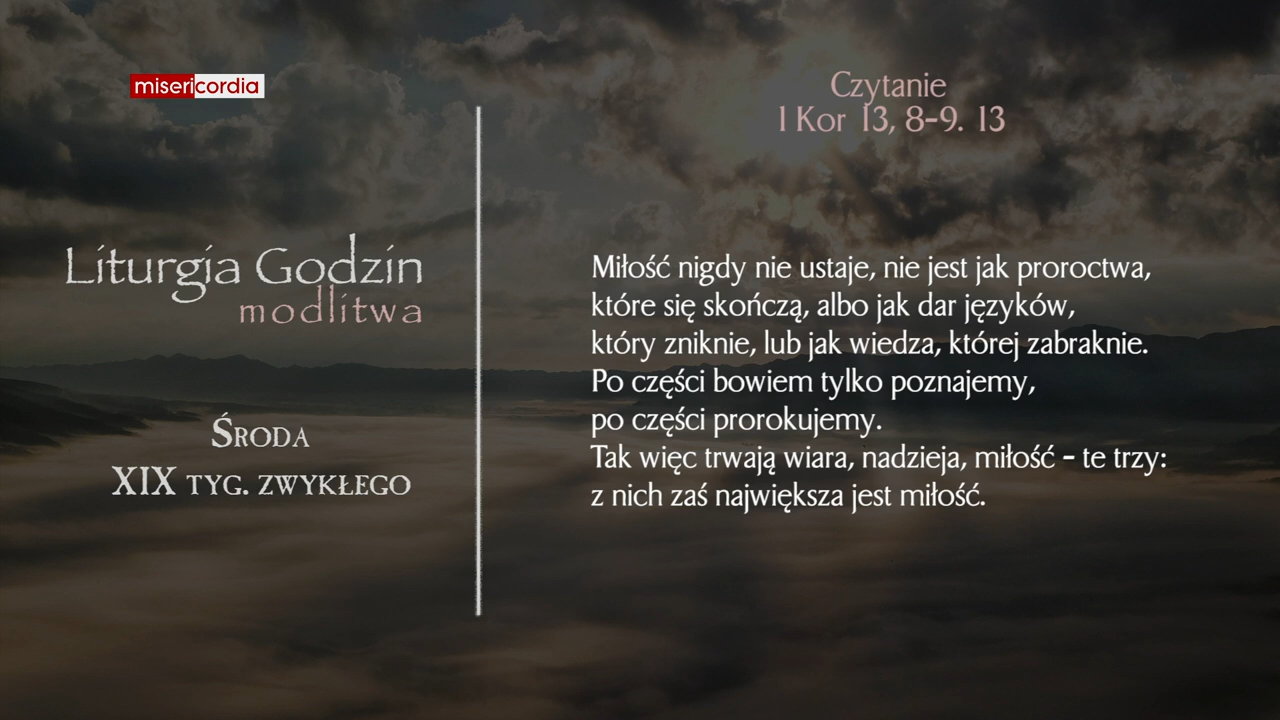 misericordia
Liturgia Godzin
modlitwa
Środa
XIX tyg. zwykłego
Czytanie
1 Kor 13, 8-9. 13
Miłość nigdy nie ustaje, nie jest jak proroctwa,
które się skończą, albo jak dar języków,
który zniknie, lub jak wiedza, której zabraknie.
Po części bowiem tylko poznajemy,
po części prorokujemy.
Tak więc trwają wiara, nadzieja, miłość - te trzy:
z nich zaś największa jest miłość.